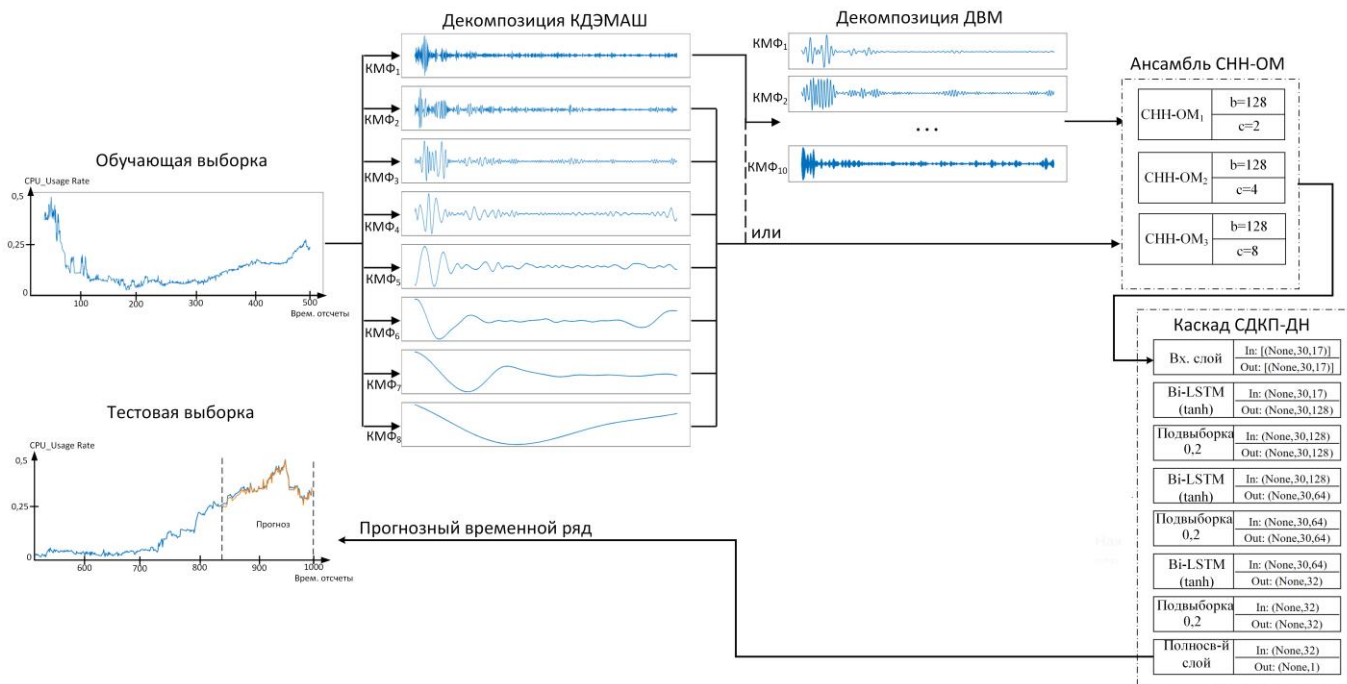 Декомпозиция КДЭМАШ
КМФ1
КМФ2
КМФ3
КМФ4
КМФ5
КМФ6
КМФ7
КМФ8
Декомпозиция ДВМ
КМФ1
КМФ2
...
КМФ10
или
Ансамбль СНН-ОМ
СНН-ОМ1
b=128
c=2
СНН-ОМ2
b=128
c=4
СНН-ОМ3
b=128
c=8
Обучающая выборка
CPU_Usage Rate
0,5
0,25
0
100 200 300 400 500
Врем. отсчеты
Каскад СДКП-ДН
Вх. слой
In: [(None,30,17)]
Out: [(None,30,17)]
Bi-LSTM
(tanh)
In: (None,30,17)
Out: (None,30,128)
Подвыборка
0,2
In: (None,30,128)
Out: (None,30,128)
Bi-LSTM
(tanh)
In: (None,30,128)
Out: (None,30,64)
Подвыборка
0,2
In: (None,30,64)
Out: (None,30,64)
Bi-LSTM
(tanh)
In: (None,30,64)
Out: (None,32)
Подвыборка
0,2
In: (None,32)
Out: (None,32)
Полносв-й
слой
In: (None,32)
Out: (None,1)
Прогнозный временной ряд
Тестовая выборка
CPU_Usage Rate
0,5
0,25
0
Прогноз
600 700 800 900 1000
Врем. отсчеты